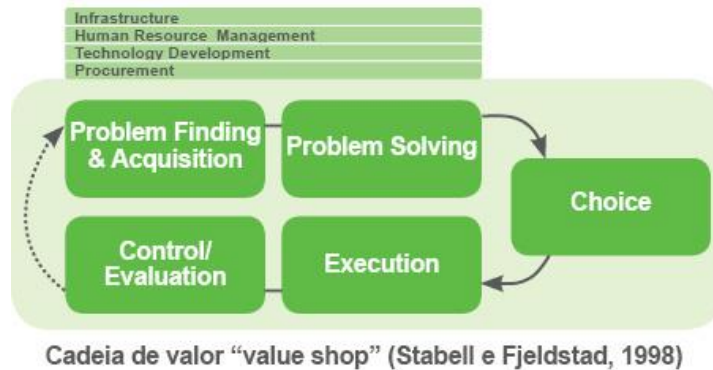 Infrastructure
Human Resource Management
Technology Development
Procurement
Problem Finding
& Acquisition
Problem Solving
Choice
Control/
Evaluation
Execution
Cadeia de valor “value shop” (Stabell e Fjeldstad, 1998)